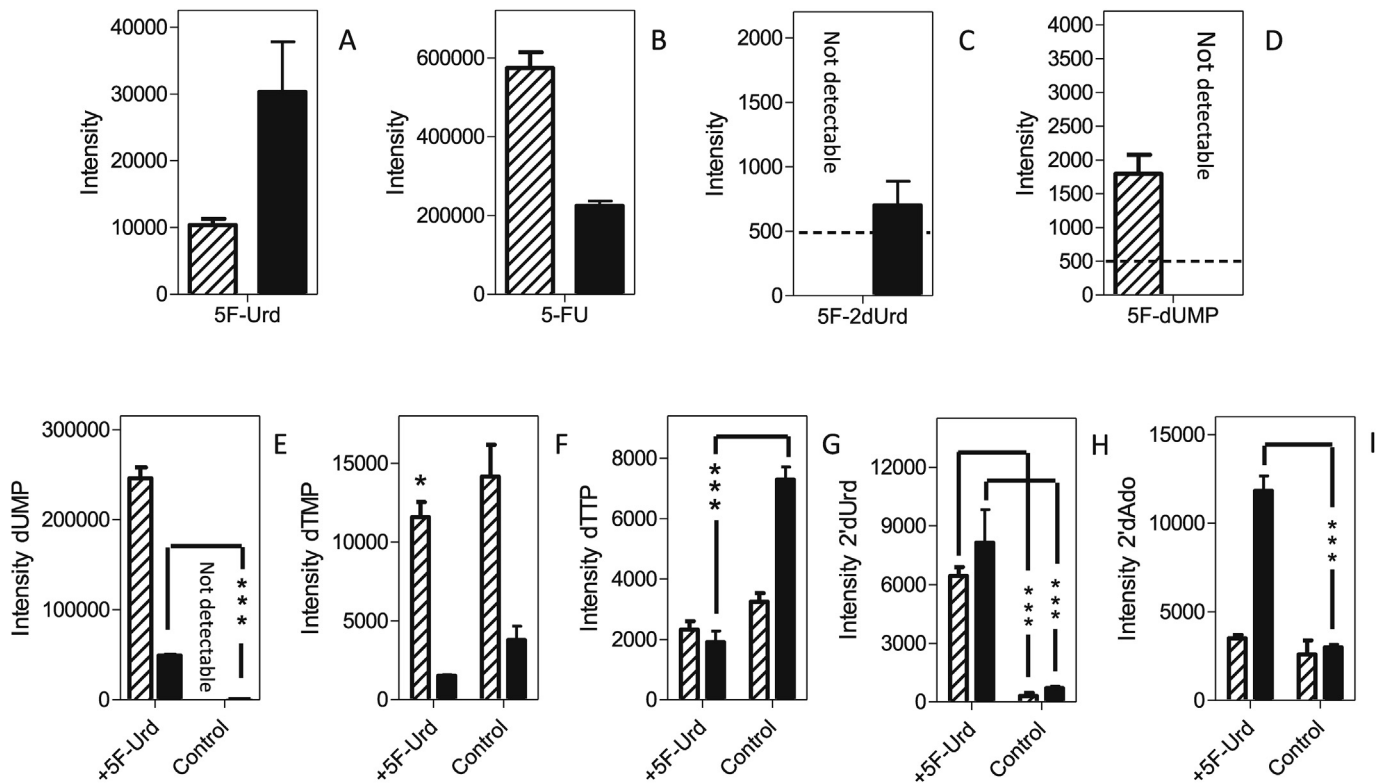 A
Intensity
40000
30000
20000
10000
0
5F-Urd
B
Intensity
600000
400000
200000
0
5-FU
C
Intensity
2000
1500
1000
500
0
Not detectable
5F-2dUrd
D
Intensity
4000
3500
3000
2500
2000
1500
1000
500
0
Not detectable
5F-dUMP
E
Intensity dUMP
300000
200000
100000
0
Not detectable
***
+5F-Urd
Control
F
Intensity dTMP
15000
10000
5000
0
*
+5F-Urd
Control
G
Intensity dTTP
8000
6000
4000
2000
0
***
+5F-Urd
Control
H
Intensity 2'dUrd
12000
9000
6000
3000
0
***
***
+5F-Urd
Control
I
Intensity 2'dAdo
15000
10000
5000
0
***
+5F-Urd
Control